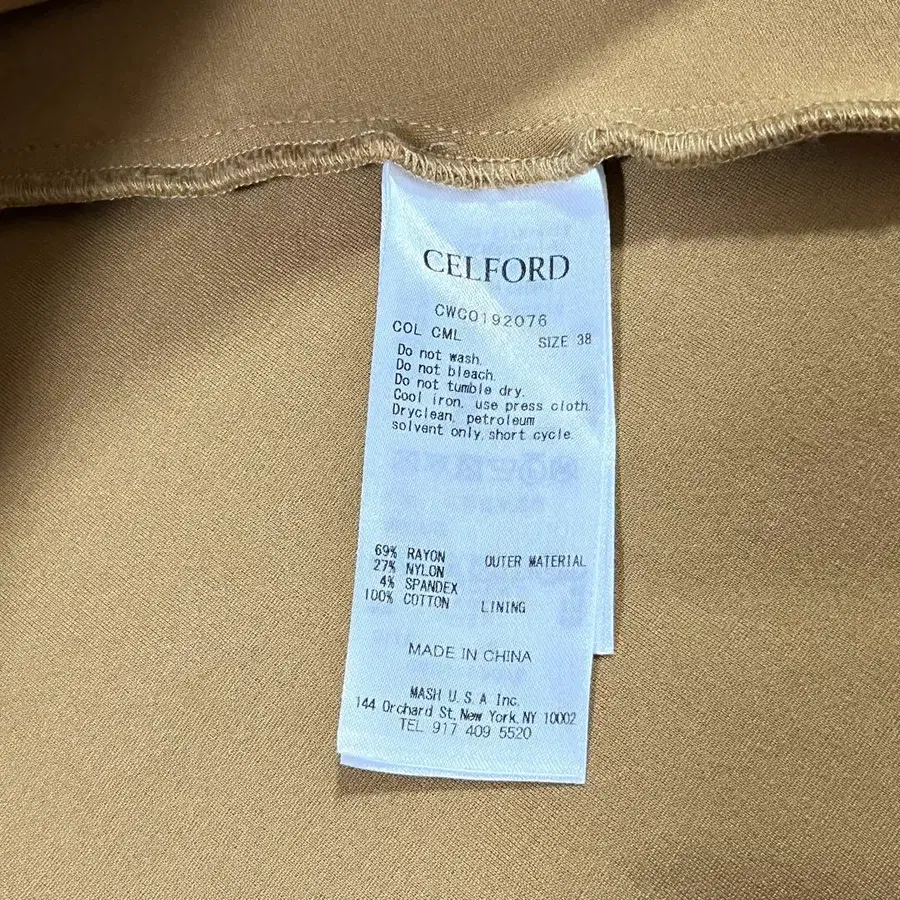 CELFORD
CWC0192076
COL CML SIZE 38
Do not wash.
Do not bleach.
Do not tumble dry.
Cool iron, use press cloth.
Dryclean, petroleum
solvent only, short cycle.
69% RAYON OUTER MATERIAL
27% NYLON
4% SPANDEX
100% COTTON LINING
MADE IN CHINA
MASH U.S.A Inc.
144 Orchard St, New York, NY 10002
TEL 917 409 5520